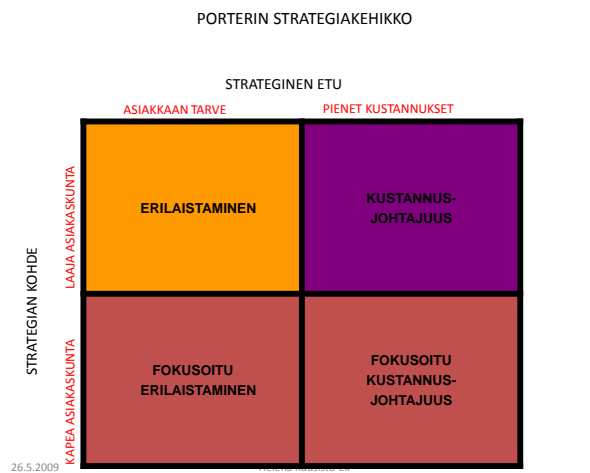 PORTERIN STRATEGIAKEHIKKO
STRATEGINEN ETU
ASIAKKAAN TARVE
PIENET KUSTANNUKSET
STRATEGIAN KOHDE
LAAJA ASIAKASKUNTA
ERILAISTAMINEN
KUSTANNUS-
JOHTAJUUS
KAPEA ASIAKASKUNTA
FOKUSOITU
ERILAISTAMINEN
FOKUSOITU
KUSTANNUS-
JOHTAJUUS
26.5.2009